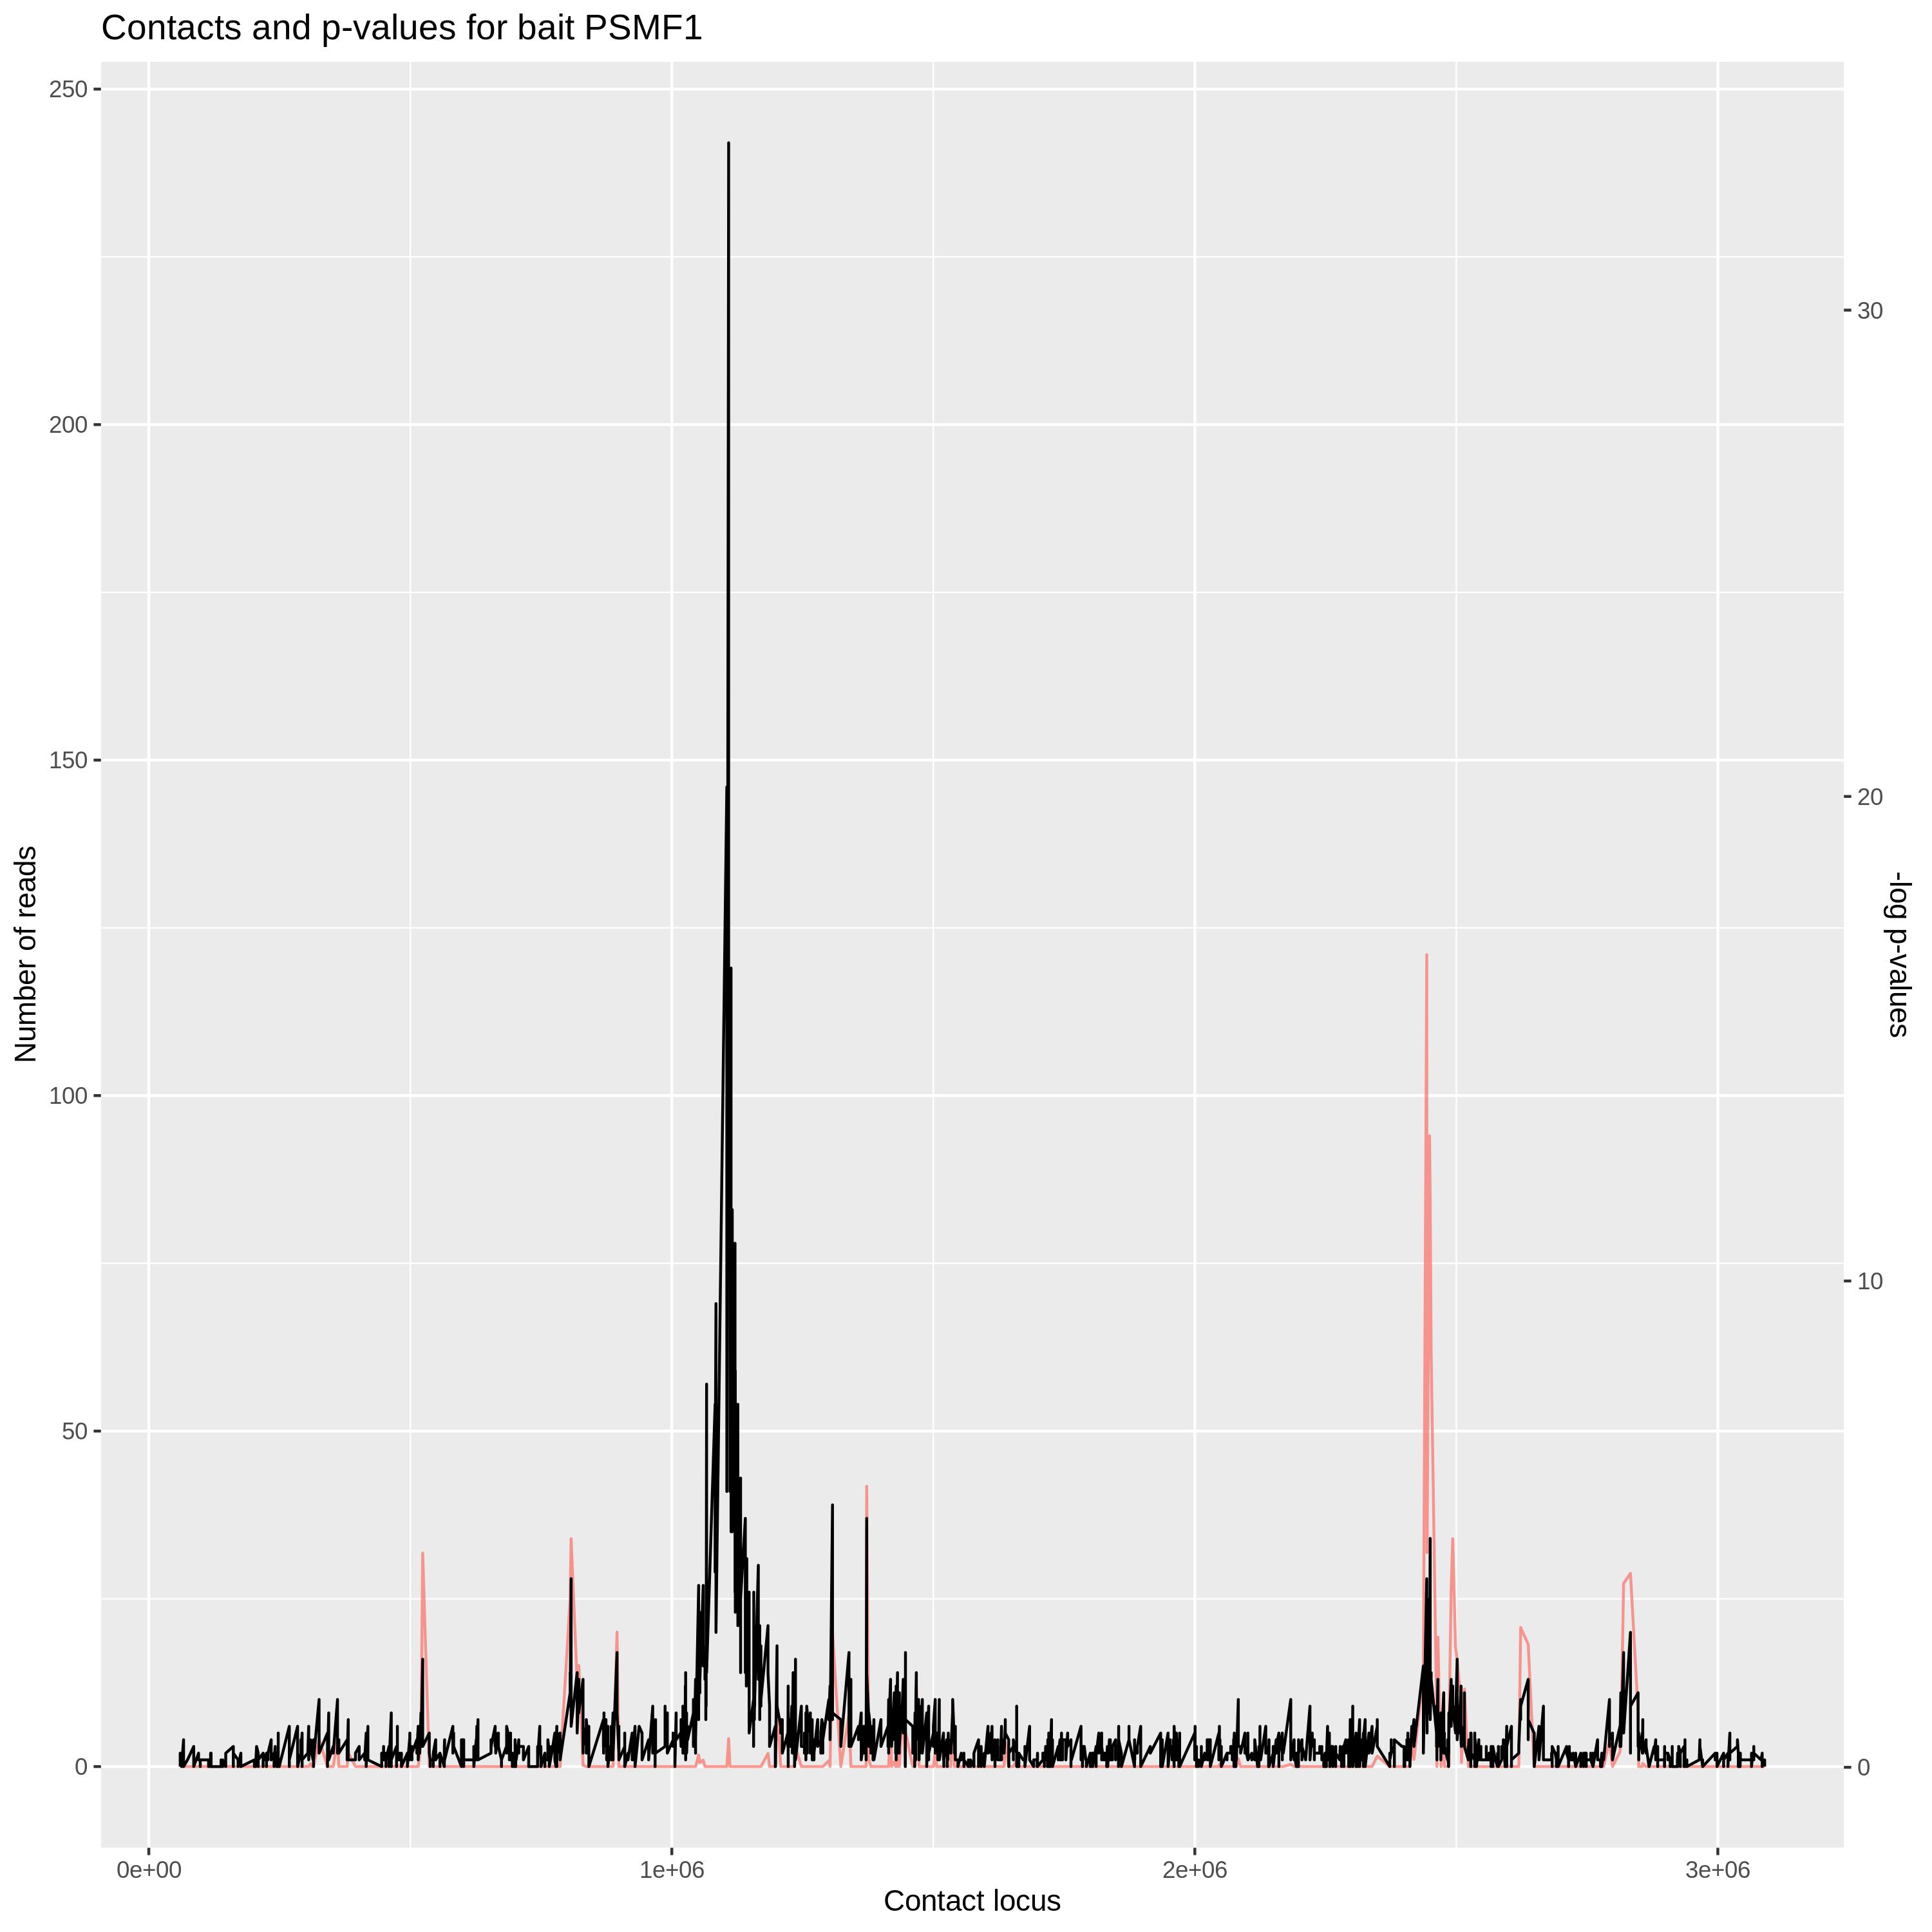 Contacts and p-values for bait PSMF1
250
200
150
100
50
0
Number of reads
30
20
10
0
-log p-values
0e+00 1e+06 2e+06 3e+06
Contact locus